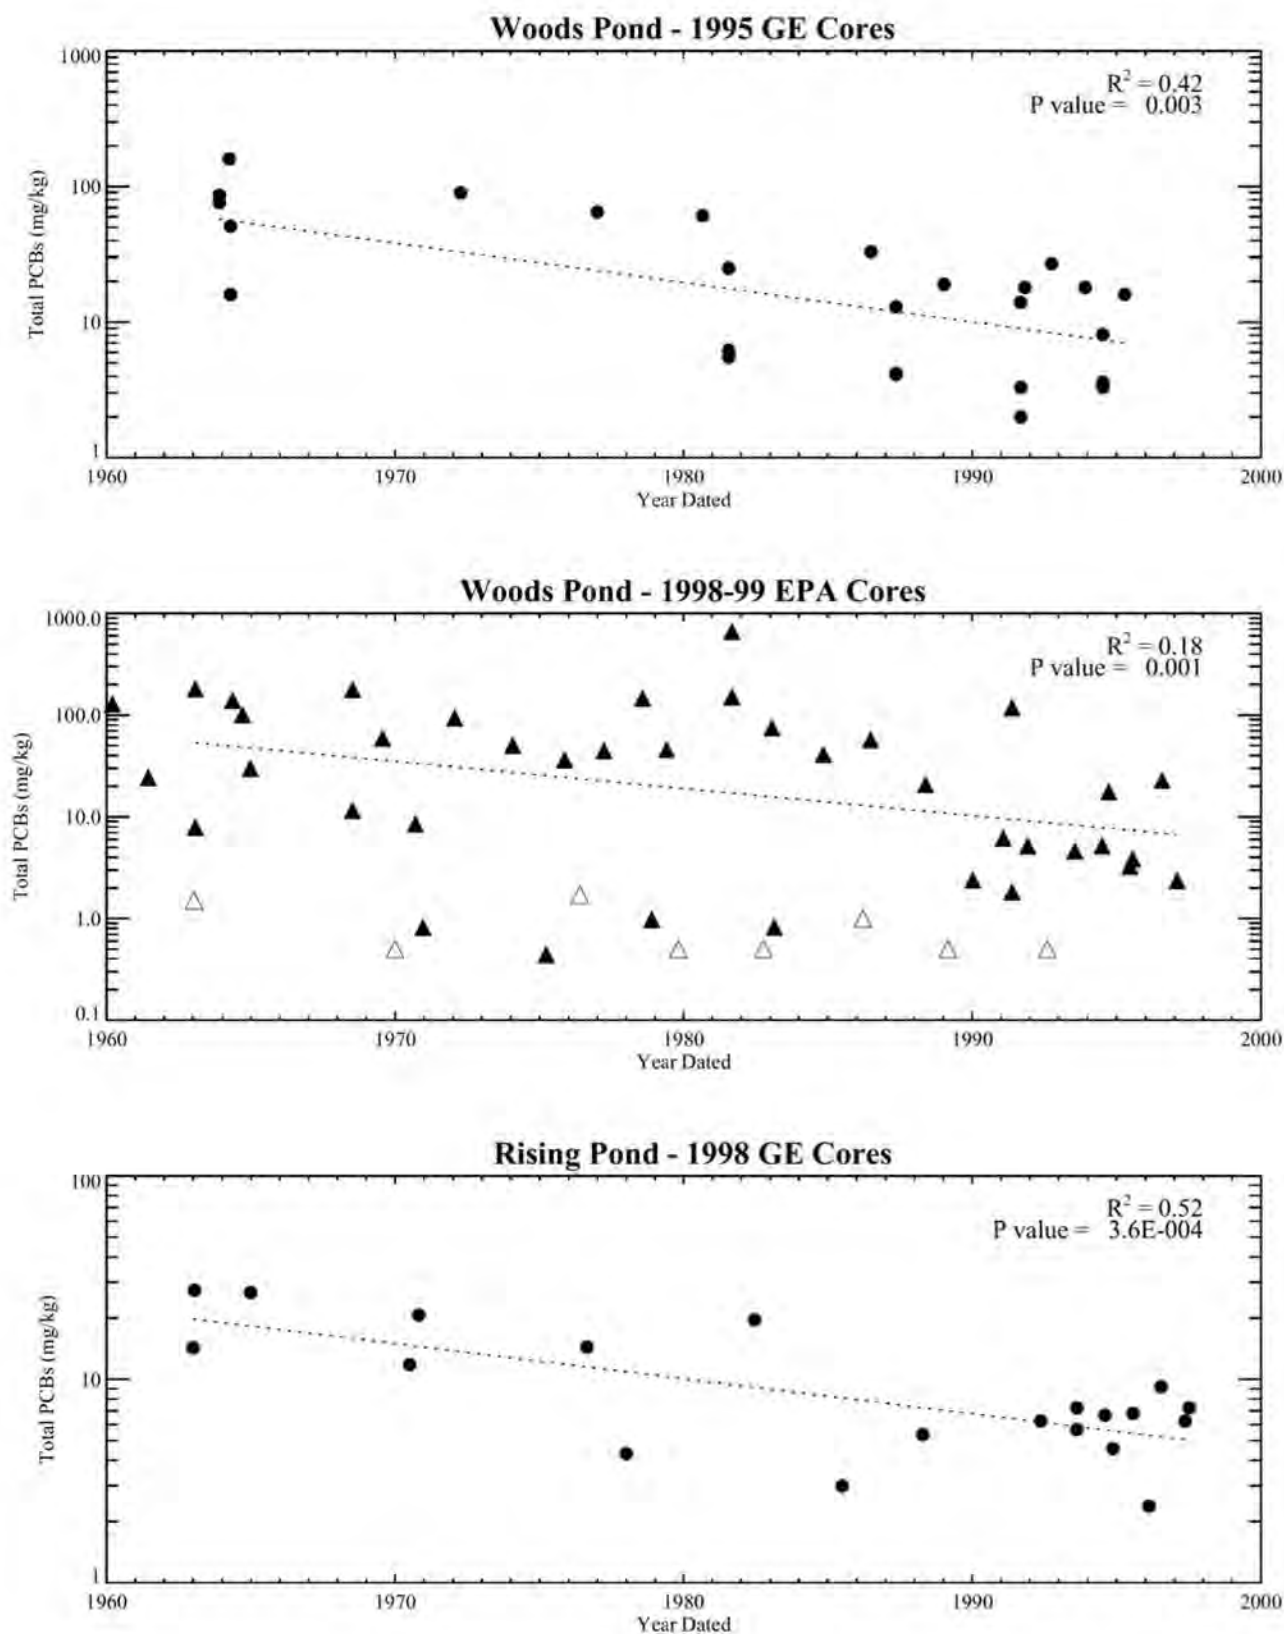 Woods Pond - 1995 GE Cores
1000
R² = 0.42
P value = 0.003
100
Total PCBs (mg/kg)
10
1
1960 1970 1980 1990 2000
Year Dated
Woods Pond - 1998-99 EPA Cores
1000.0
R² = 0.18
P value = 0.001
100.0
Total PCBs (mg/kg)
10.0
1.0
0.1
1960 1970 1980 1990 2000
Year Dated
Rising Pond - 1998 GE Cores
100
R² = 0.52
P value = 3.6E-004
Total PCBs (mg/kg)
10
1
1960 1970 1980 1990 2000
Year Dated